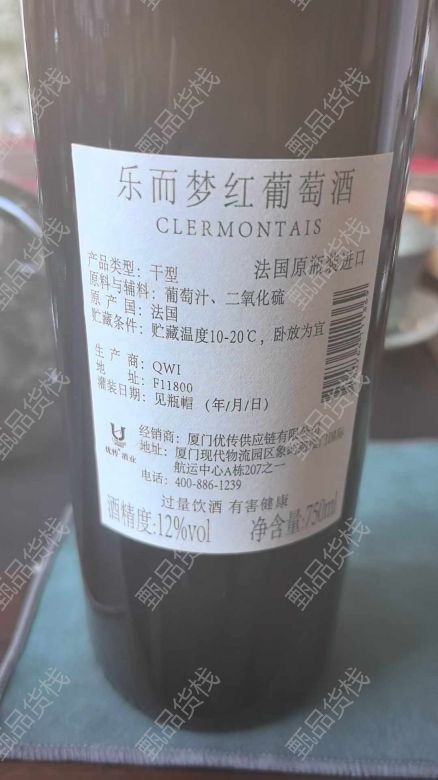 乐而梦红葡萄酒
CLERMONTAIS
产品类型：干型 法国原瓶装进口
原料与辅料：葡萄汁、二氧化硫
原产国：法国
贮藏条件：贮藏温度10-20℃，卧放为宜
生产商：QWI
地址：F11800
灌装日期：见瓶帽 （年/月/日）
经销商：厦门优传供应链有限公司
地址：厦门现代物流园区象屿
航运中心A栋207之一
电话：400-886-1239
优传 酒业
过量饮酒 有害健康
酒精度:12%vol 净含量:750ml
甄品货栈